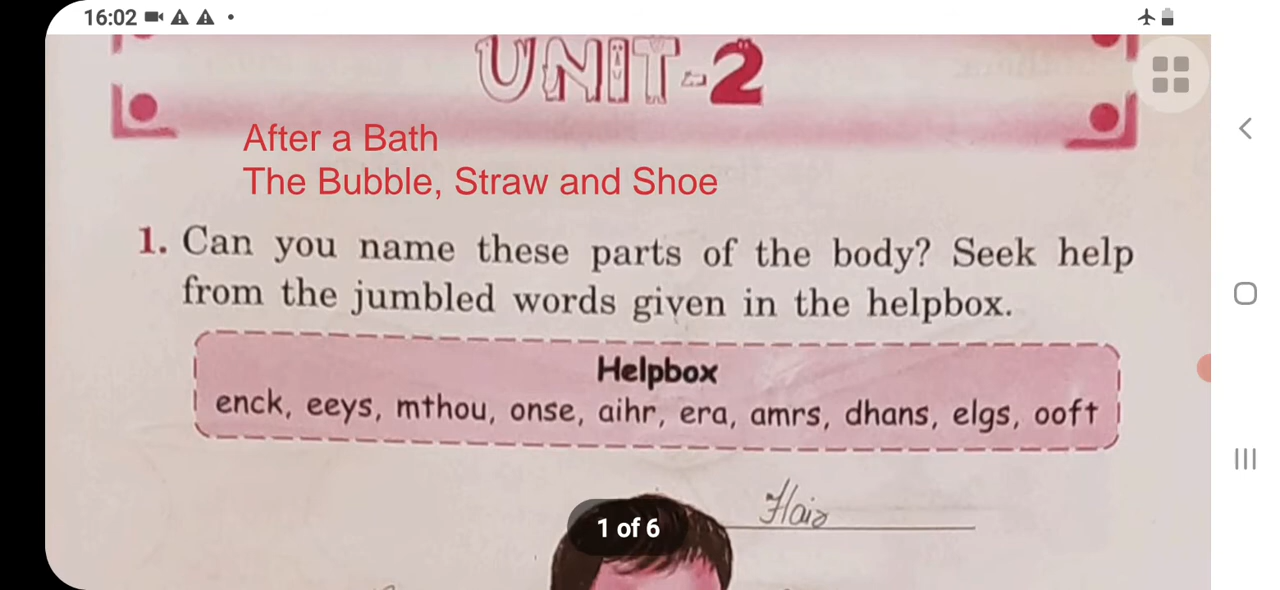 16:02
UNIT-2
After a Bath
The Bubble, Straw and Shoe
1. Can you name these parts of the body? Seek help
from the jumbled words given in the helpbox.
Helpbox
enck, eeys, mthou, onse, aihr, era, amrs, dhans, elgs, ooft
Hair
1 of 6